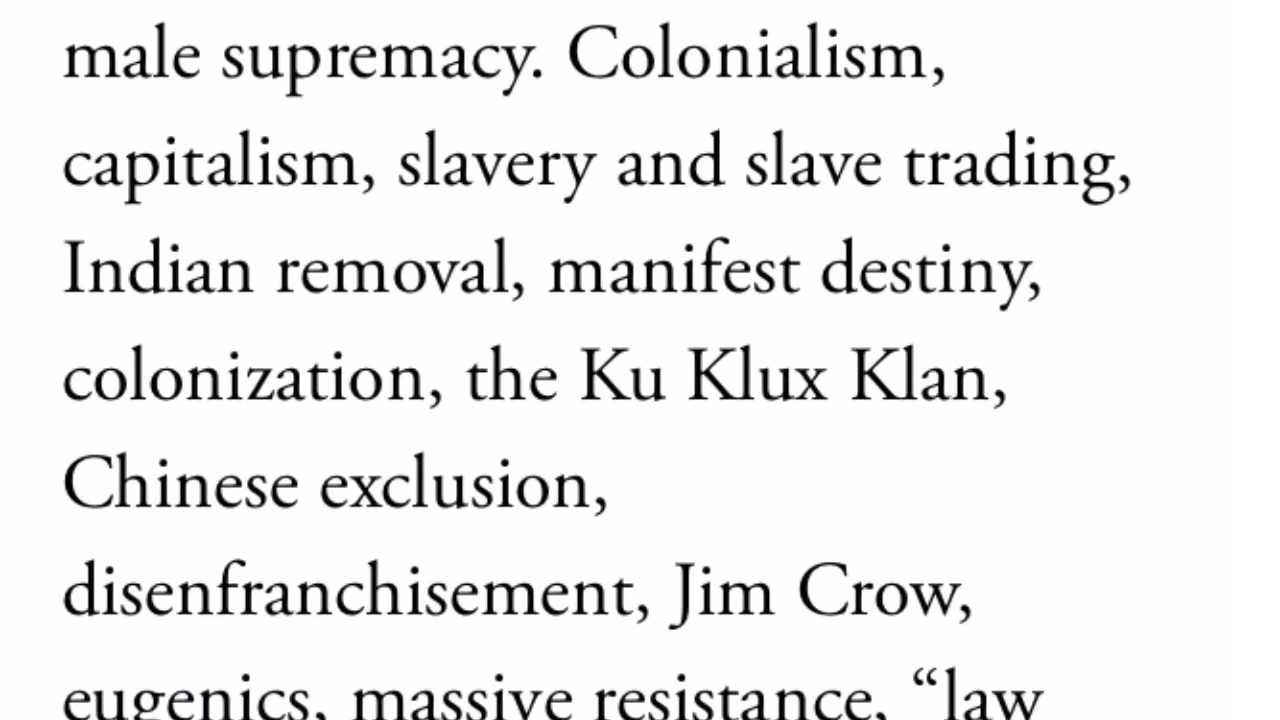 male supremacy. Colonialism,
capitalism, slavery and slave trading,
Indian removal, manifest destiny,
colonization, the Ku Klux Klan,
Chinese exclusion,
disenfranchisement, Jim Crow,
eugenics, massive resistance, “law